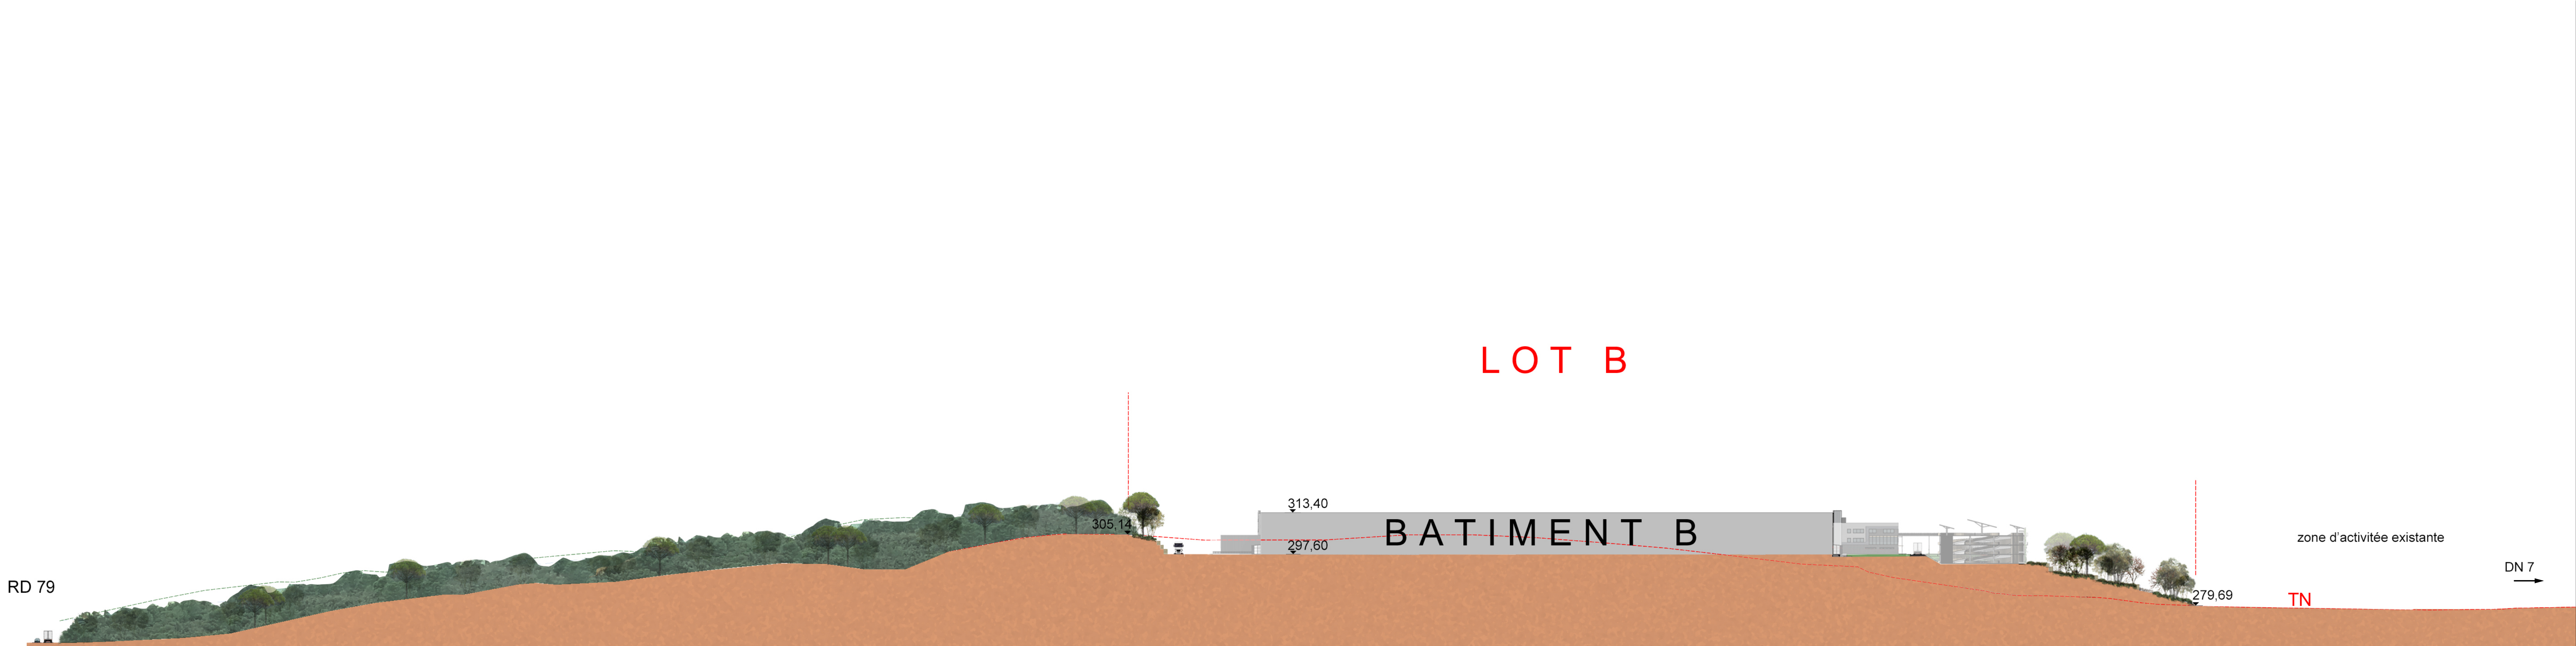 LOT B
313,40
305,14
BATIMENT B
297,60
zone d'activitée existante
DN 7
RD 79
279,69
TN